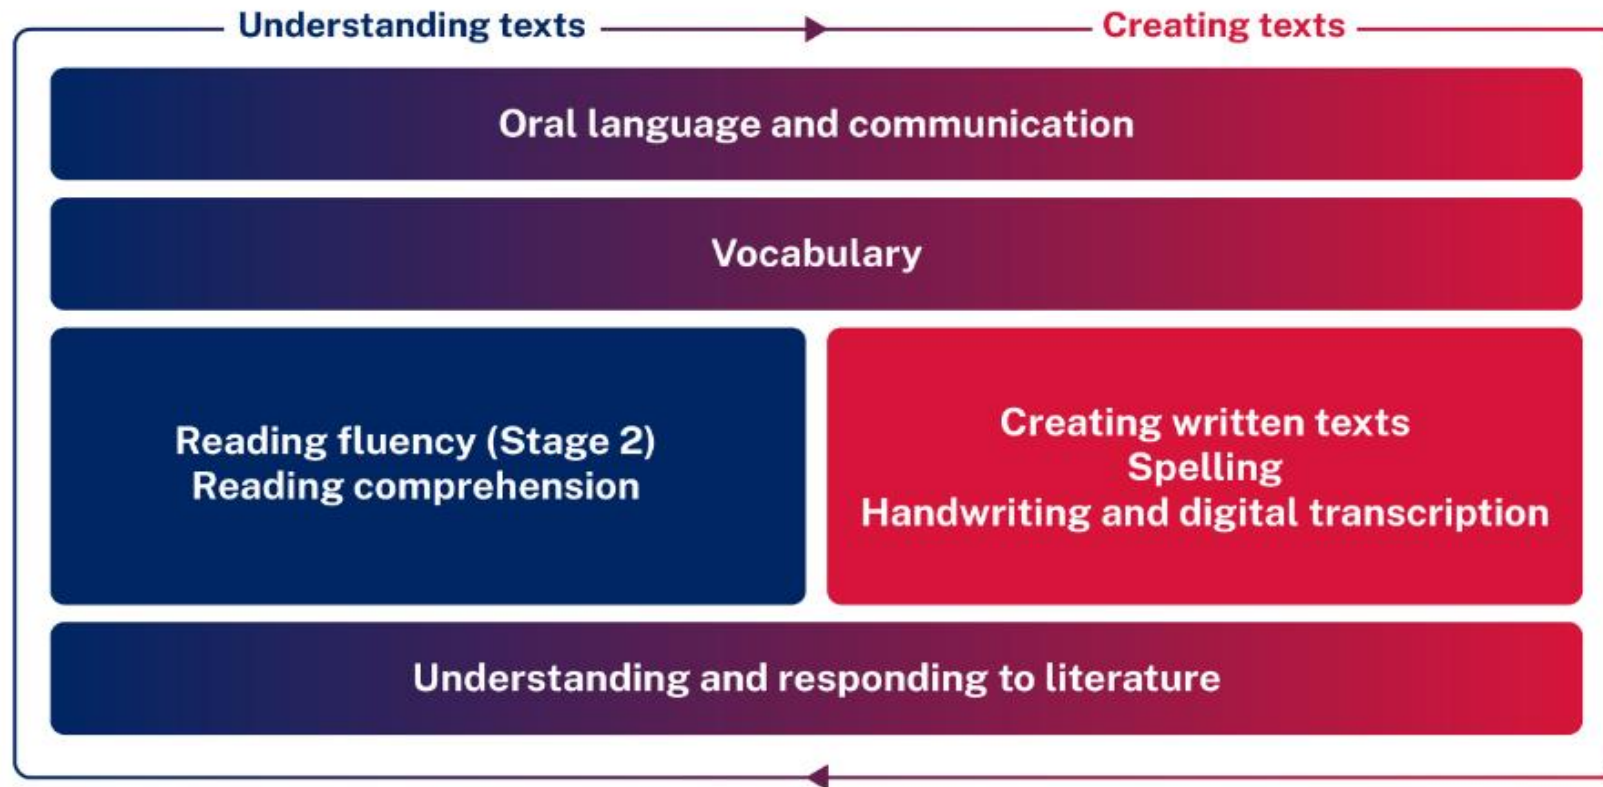 Understanding texts
Creating texts
Oral language and communication
Vocabulary
Reading fluency (Stage 2)
Reading comprehension
Creating written texts
Spelling
Handwriting and digital transcription
Understanding and responding to literature